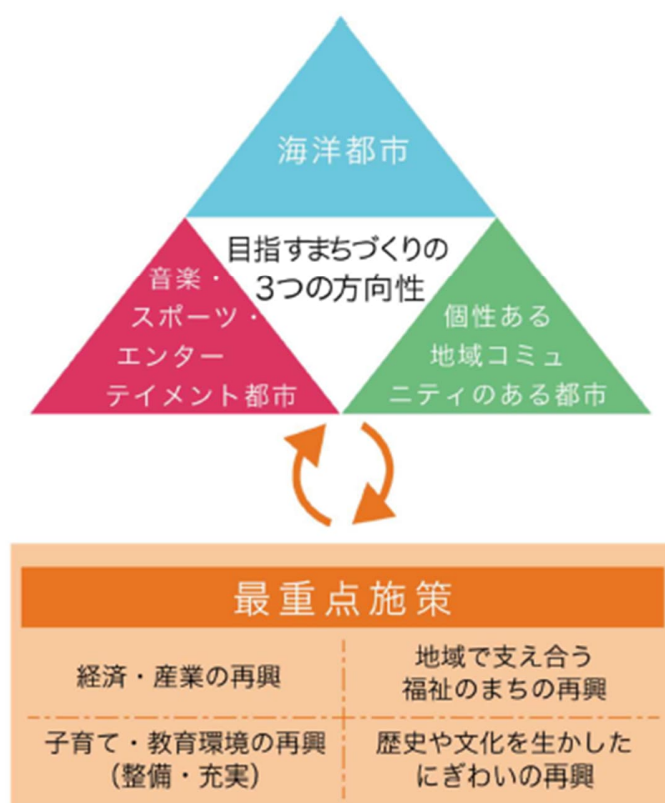 海洋都市
目指すまちづくりの
3つの方向性
音楽・
スポーツ・
エンター
テイメント都市
個性ある
地域コミュ
ニティのある都市
最重点施策
経済・産業の再興
地域で支え合う
福祉のまちの再興
子育て・教育環境の再興
(整備・充実)
歴史や文化を生かした
にぎわいの再興